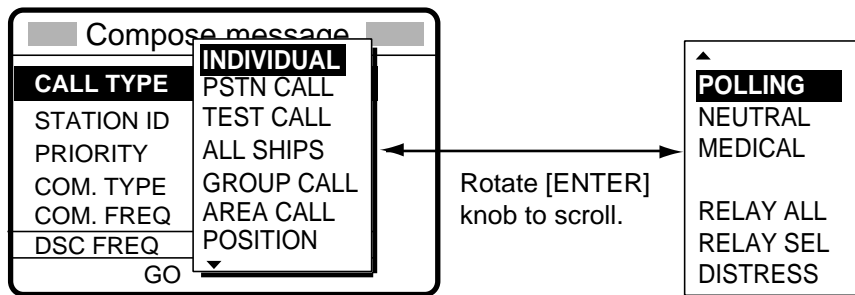 Compose message
CALL TYPE
STATION ID
PRIORITY
COM. TYPE
COM. FREQ
DSC FREQ
GO
INDIVIDUAL
PSTN CALL
TEST CALL
ALL SHIPS
GROUP CALL
AREA CALL
POSITION
Rotate [ENTER]
knob to scroll.
POLLING
NEUTRAL
MEDICAL
RELAY ALL
RELAY SEL
DISTRESS